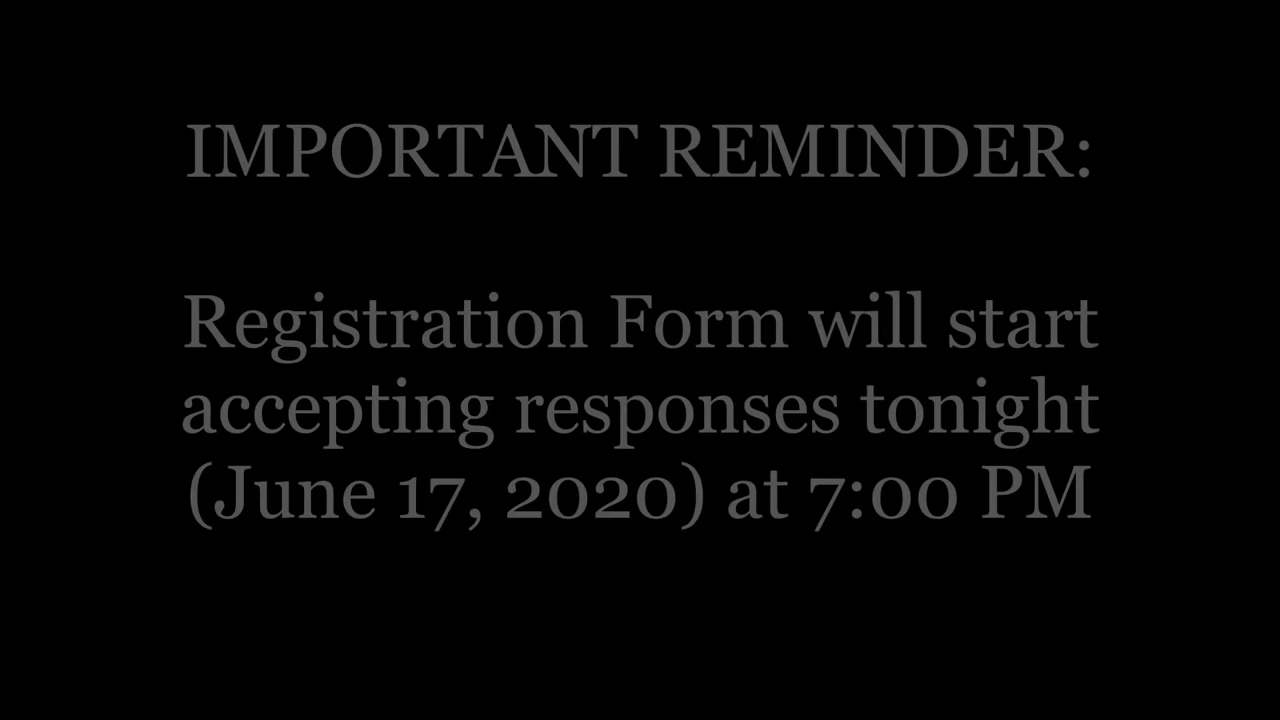 IMPORTANT REMINDER:
Registration Form will start
accepting responses tonight
(June 17, 2020) at 7:00 PM